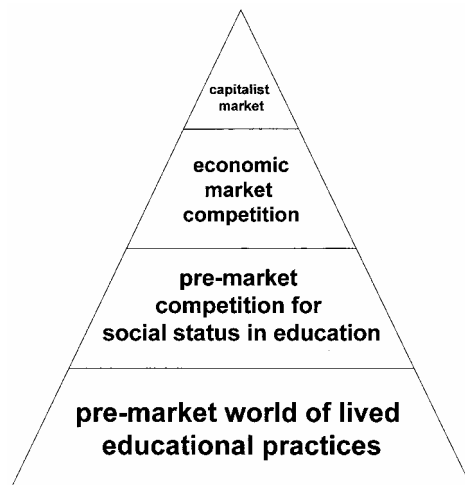 capitalist
market
economic
market
competition
pre-market
competition for
social status in education
pre-market world of lived
educational practices